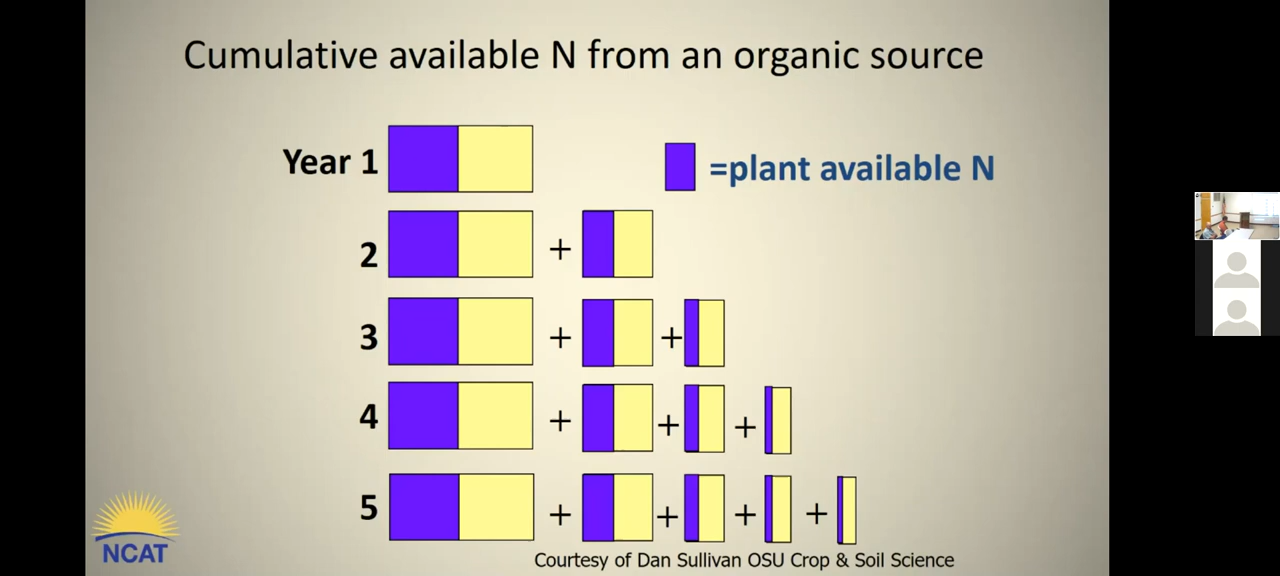 Cumulative available N from an organic source
Year 1
=plant available N
2 +
3 + +
4 + + +
5 + + + +
NCAT
Courtesy of Dan Sullivan OSU Crop & Soil Science